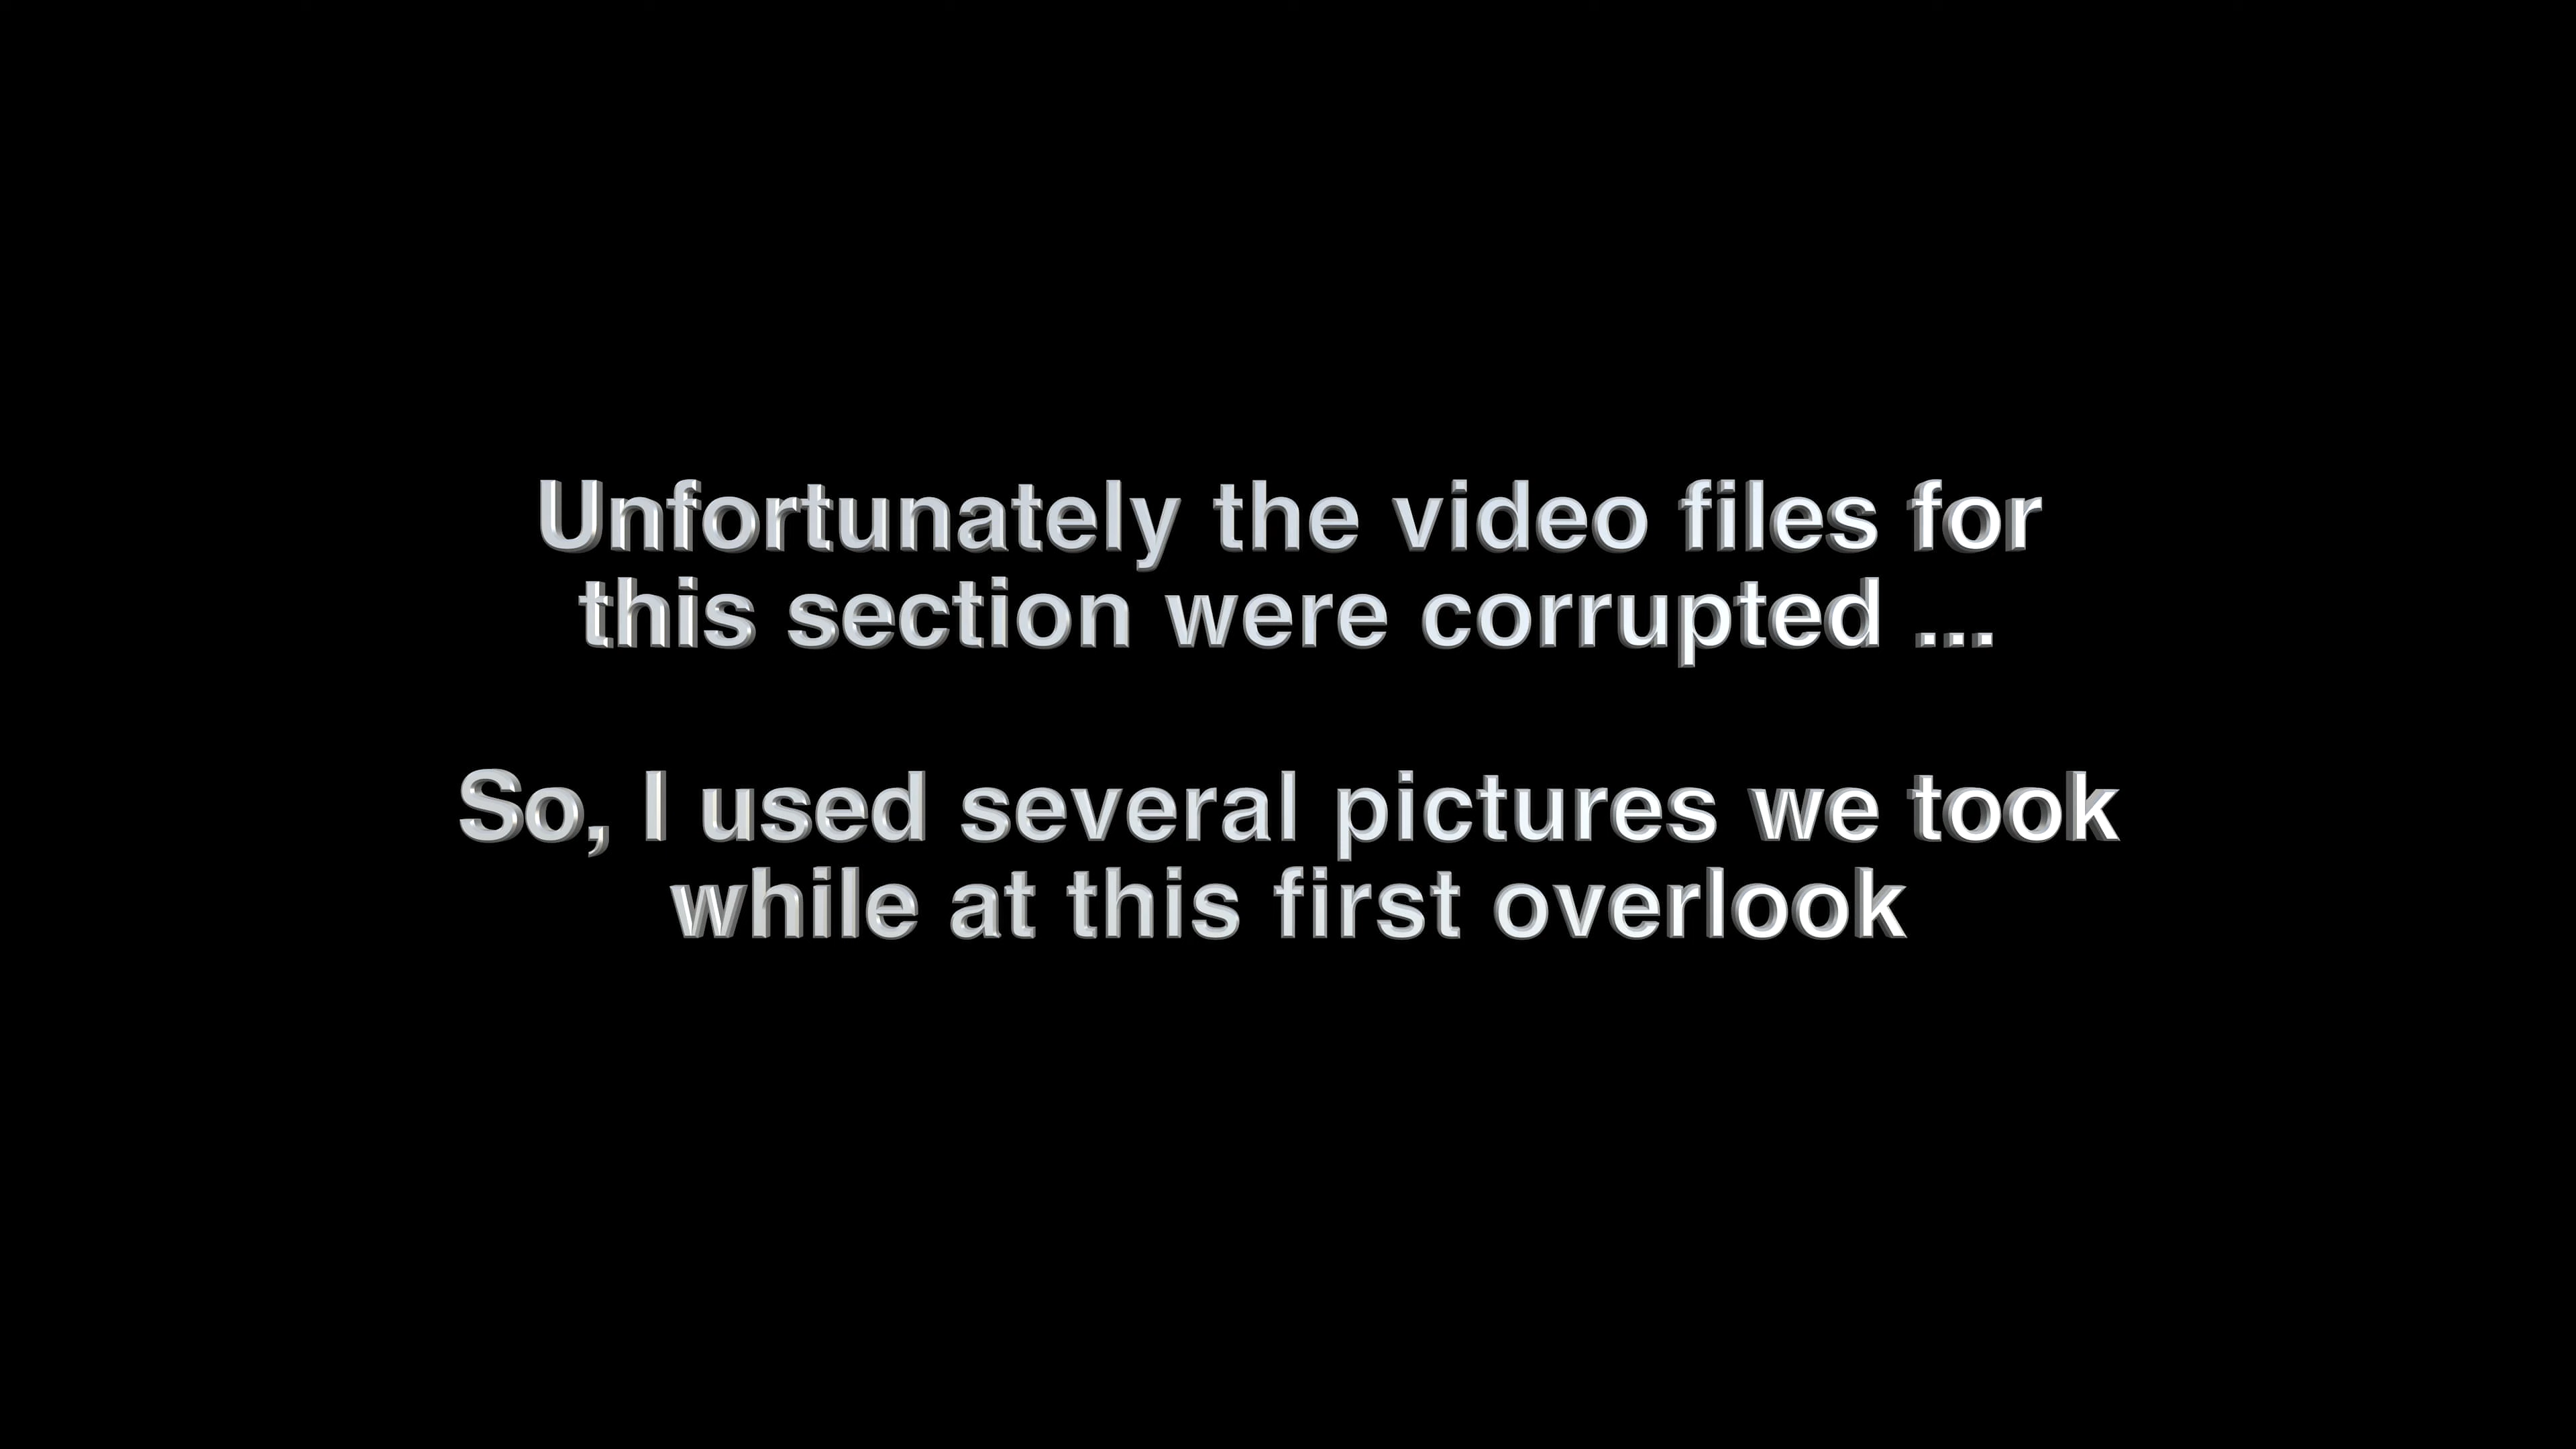 Unfortunately the video files for
this section were corrupted ...
So, I used several pictures we took
while at this first overlook